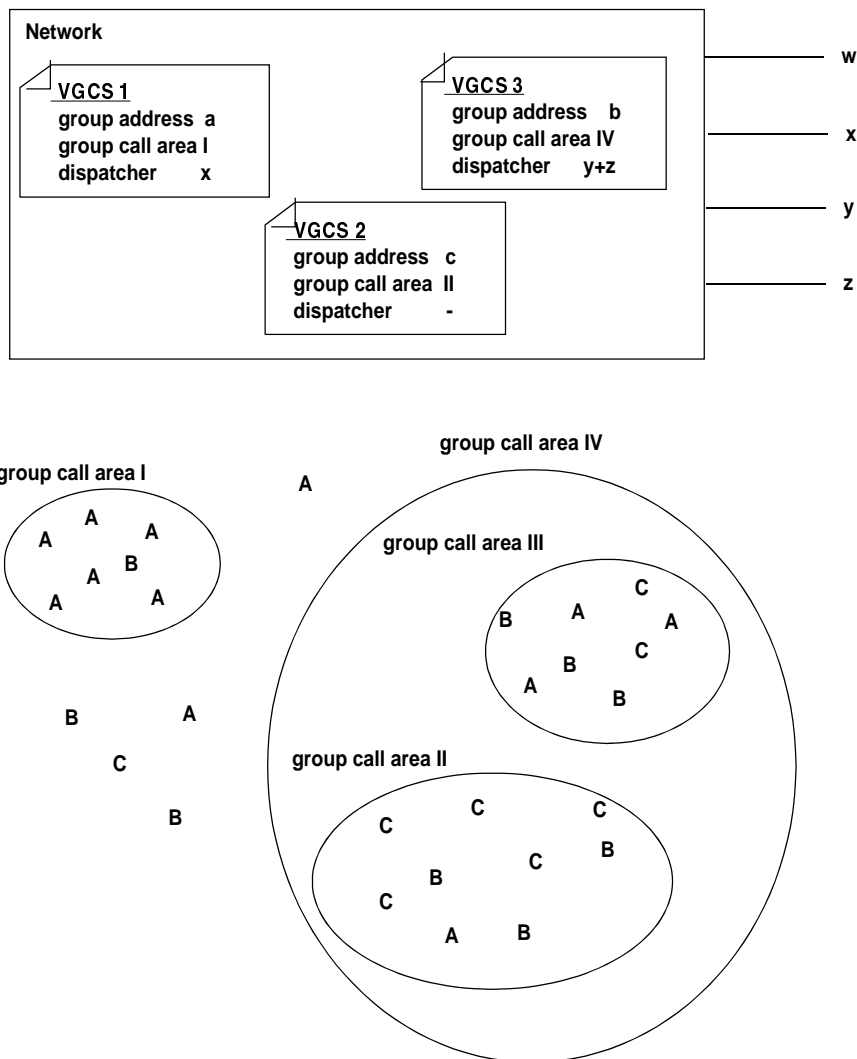 Network
VGCS 1
group address a
group call area I
dispatcher x
VGCS 3
group address b
group call area IV
dispatcher y+z
VGCS 2
group address c
group call area II
dispatcher -
w
x
y
z
group call area IV
group call area I
A
A
A
A
A
B
A
A
group call area III
C
B
A
A
B
C
A
B
B
A
C
B
group call area II
C
C
C
B
C
B
C
A
B